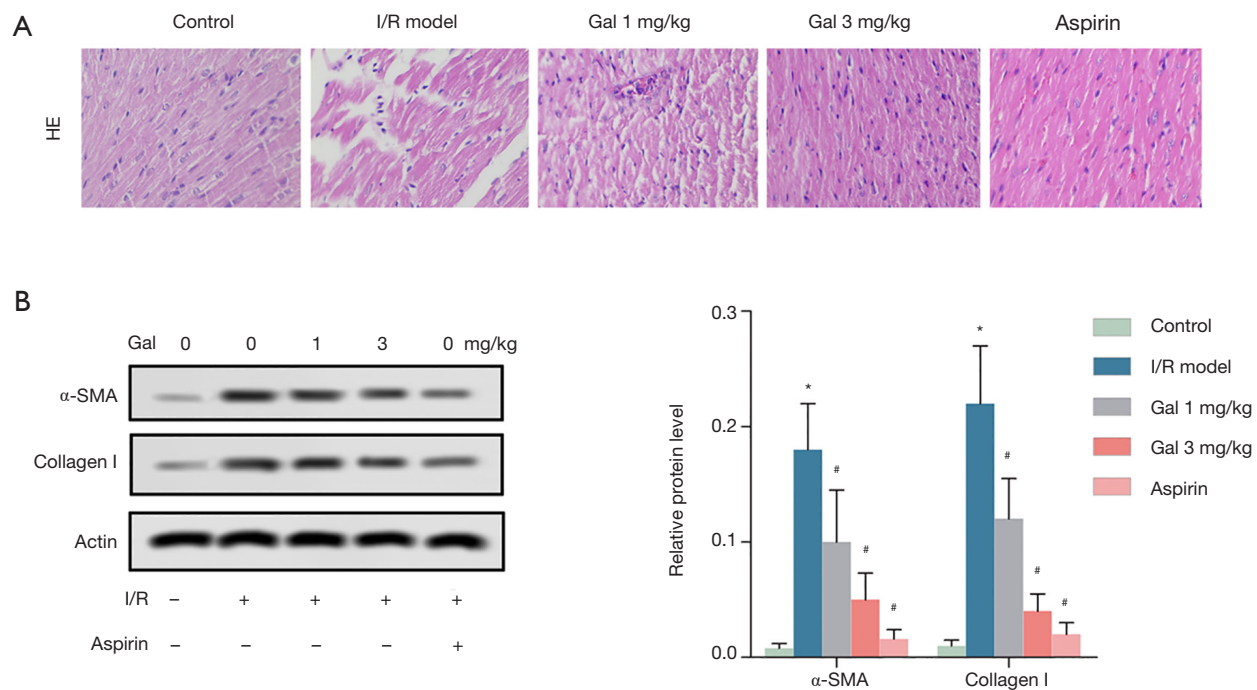 A
Control I/R model Gal 1 mg/kg Gal 3 mg/kg Aspirin
HE
B
Gal 0 0 1 3 0 mg/kg
α-SMA
Collagen I
Actin
I/R – + + + +
Aspirin – – – – +
Relative protein level
0.3
0.2
0.1
0.0
* # # #
* # # #
α-SMA Collagen I
Control
I/R model
Gal 1 mg/kg
Gal 3 mg/kg
Aspirin